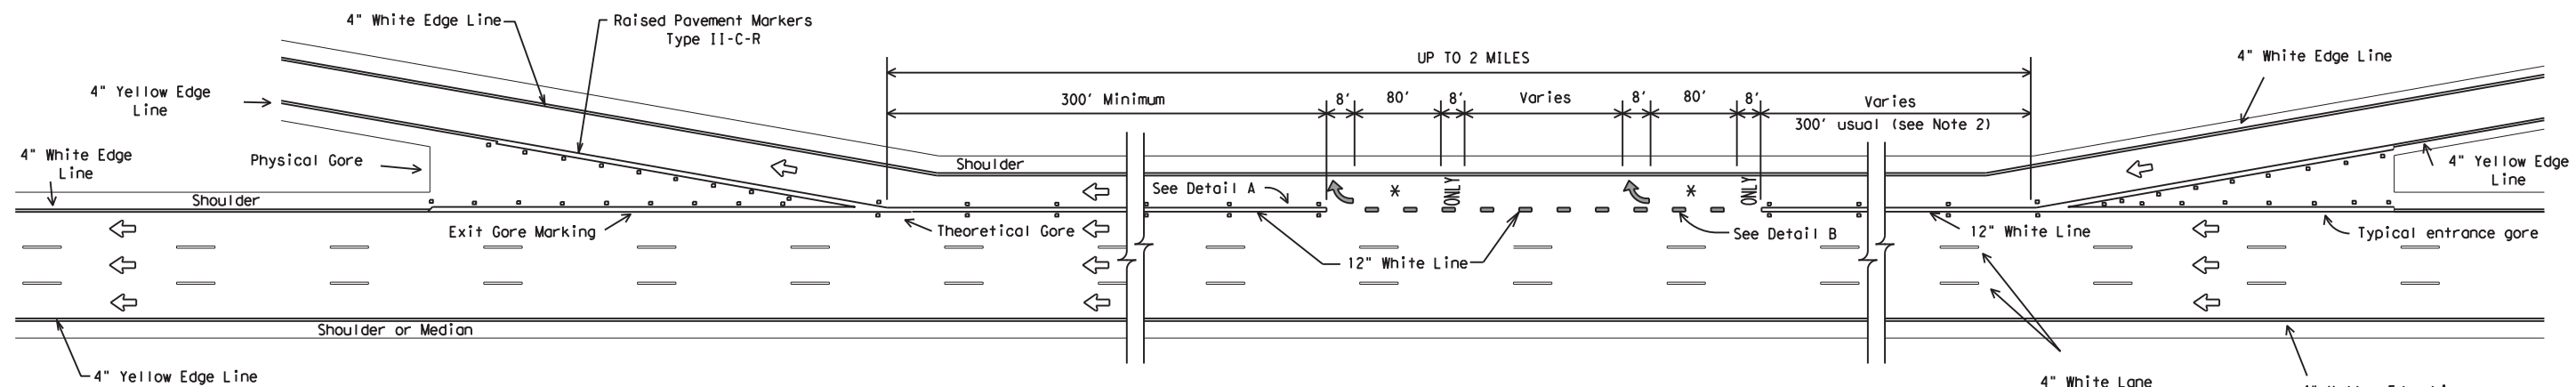 4" White Edge Line
Raised Pavement Markers
Type II-C-R
UP TO 2 MILES
4" White Edge Line
4" Yellow Edge
Line
300' Minimum
8'
80'
8'
Varies
8'
80'
8'
Varies
300' usual (see Note 2)
4" White Edge
Line
Physical Gore
Shoulder
4" Yellow Edge
Line
Shoulder
See Detail A
*
ONLY
*
ONLY
Exit Gore Marking
Theoretical Gore
See Detail B
12" White Line
Typical entrance gore
12" White Line
Shoulder or Median
4" Yellow Edge Line
4" White Lane